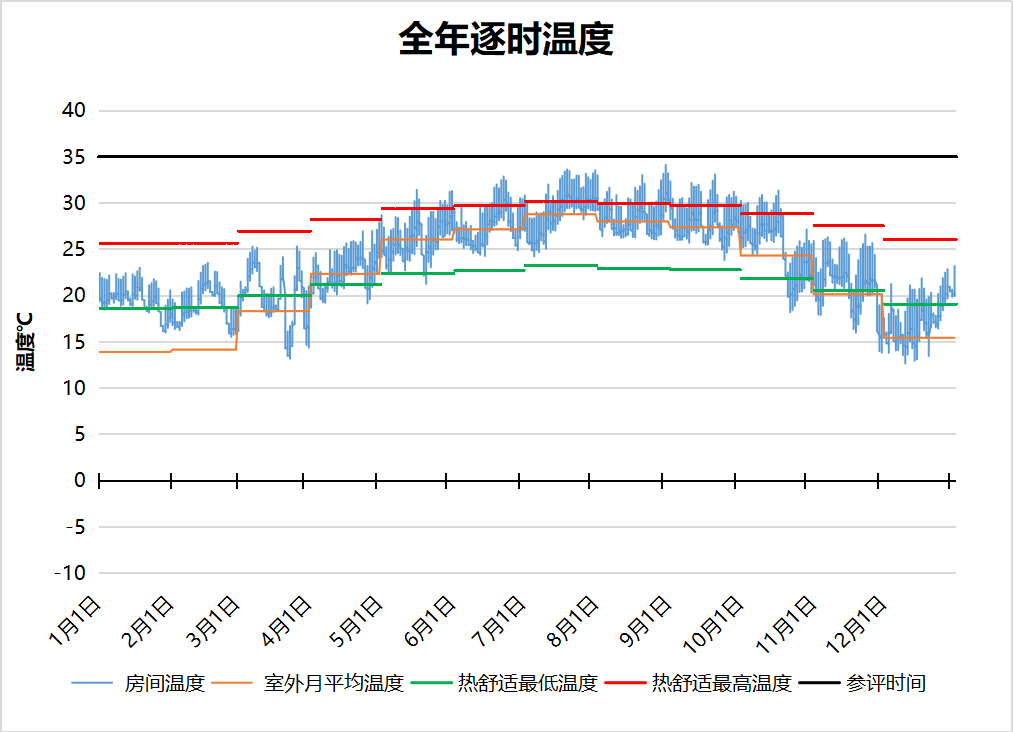 全年逐时温度
40
35
30
25
20
15
10
5
0
-5
-10
温度℃
1月1日
2月1日
3月1日
4月1日
5月1日
6月1日
7月1日
8月1日
9月1日
10月1日
11月1日
12月1日
房间温度 室外月平均温度 热舒适最低温度 热舒适最高温度 参评时间